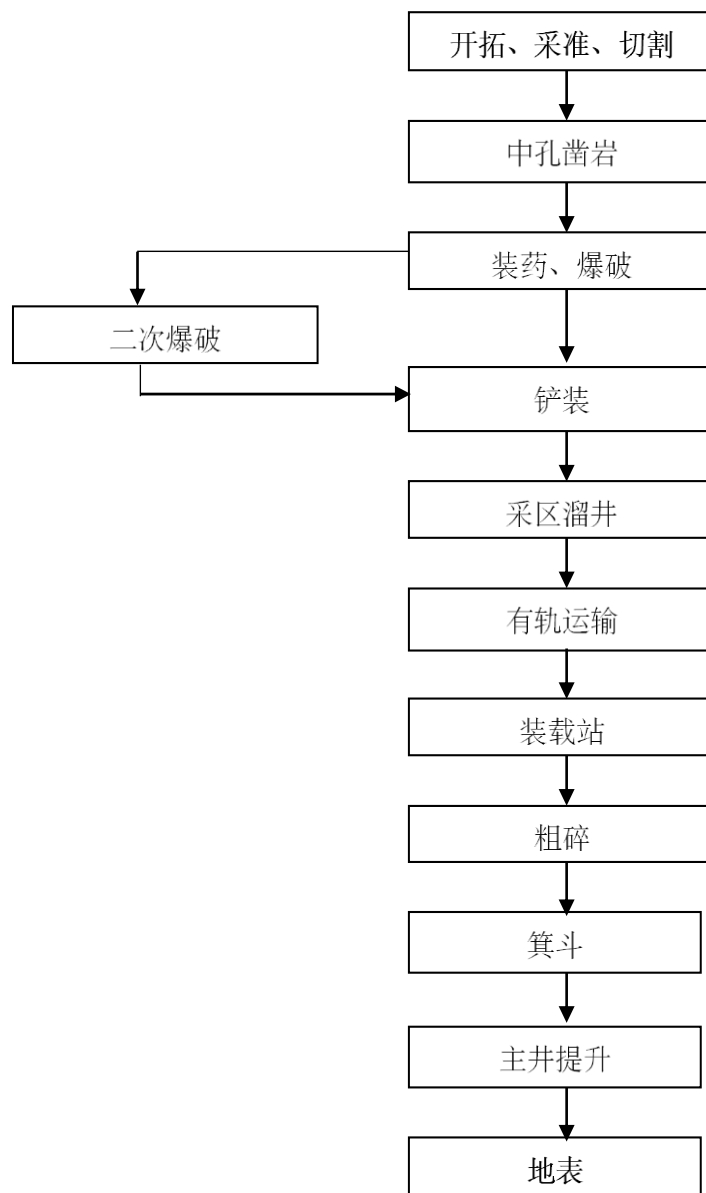 开拓、采准、切割
中孔凿岩
装药、爆破
二次爆破
铲装
采区溜井
有轨运输
装载站
粗碎
箕斗
主井提升
地表